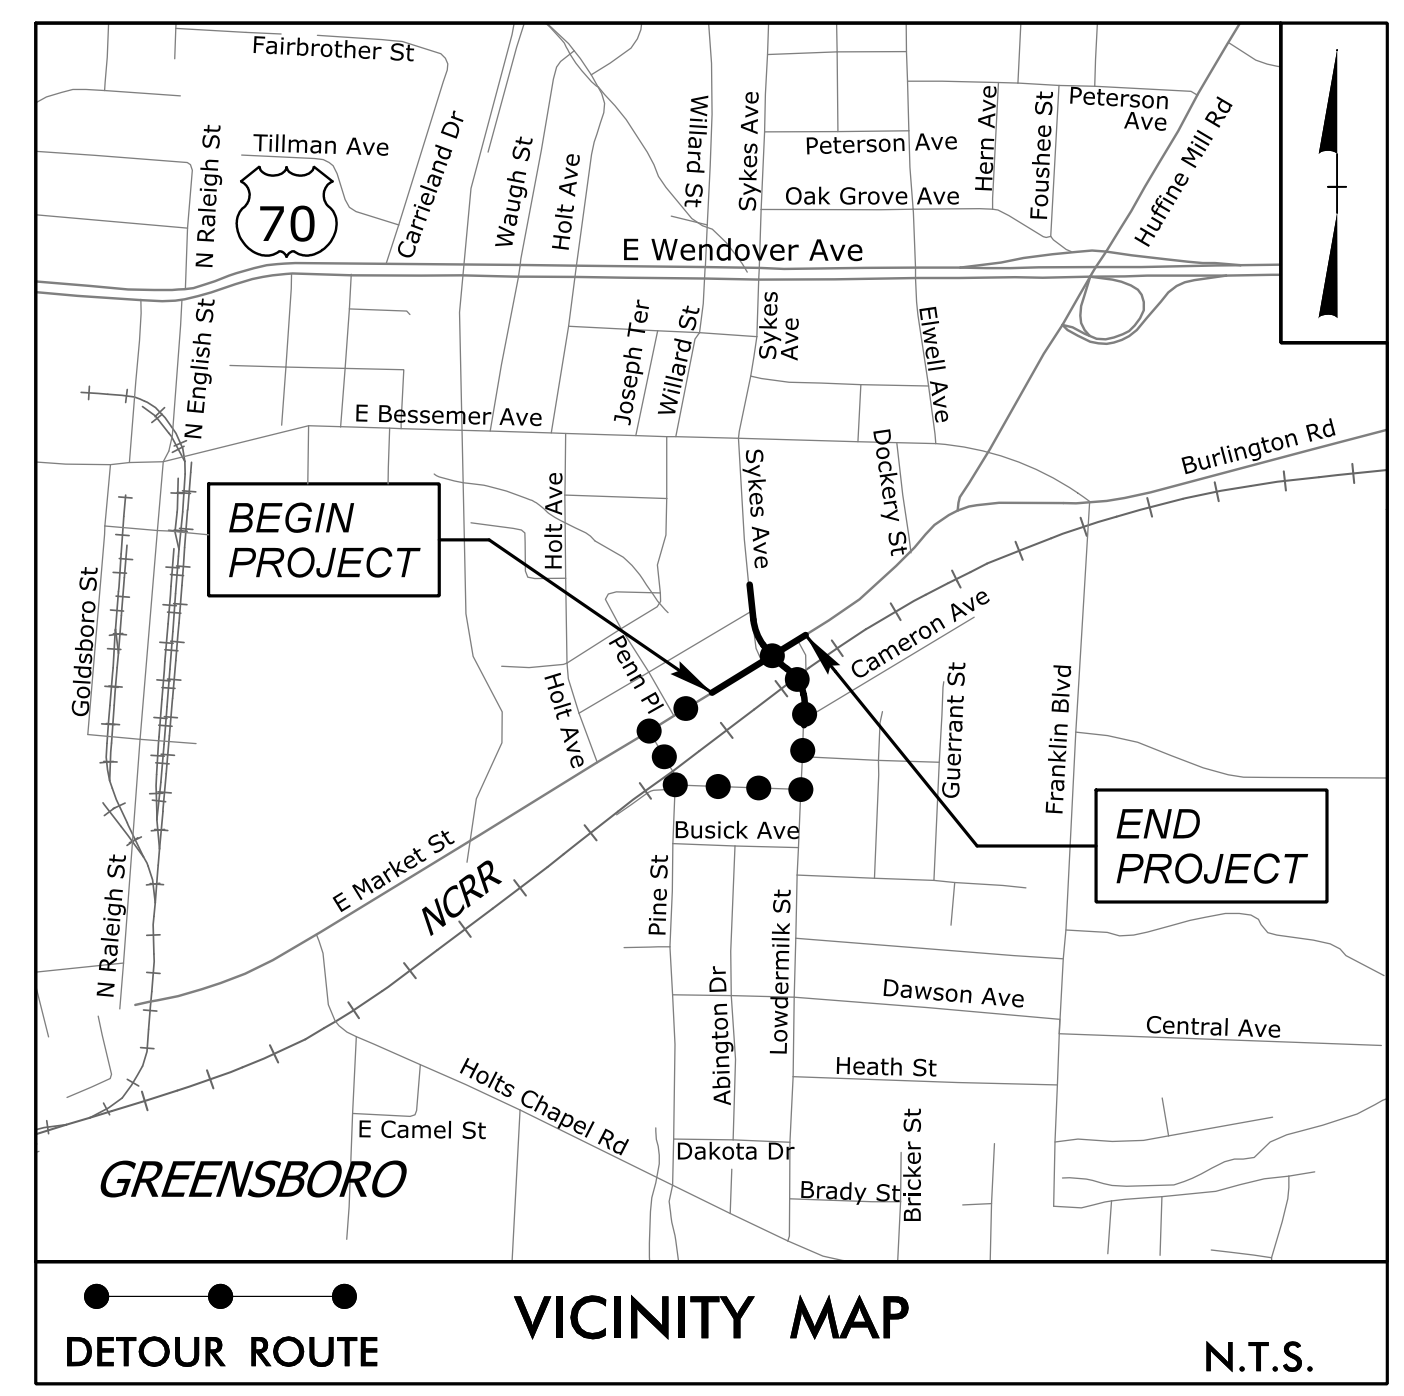 Fairbrother St
Tillman Ave
N Raleigh St
70
Carrieland Dr
Waugh St
Holt Ave
Willard St
Sykes Ave
Peterson Ave
Oak Grove Ave
Hern Ave
Foushee St
Peterson
Ave
Huffine Mill Rd
E Wendover Ave
N English St
Joseph Ter
Willard St
Sykes
Ave
Elwell Ave
E Bessemer Ave
Burlington Rd
Dockery St
Sykes Ave
Holt Ave
BEGIN
PROJECT
Goldsboro St
Cameron Ave
Penn Pl
Holt Ave
Guerrant St
Franklin Blvd
END
PROJECT
Busick Ave
E Market St
NCRR
Pine St
N Raleigh St
Lowdermilk St
Abington Dr
Dawson Ave
Central Ave
Heath St
Holts Chapel Rd
E Camel St
Dakota Dr
Bricker St
Brady St
GREENSBORO
DETOUR ROUTE
VICINITY MAP
N.T.S.